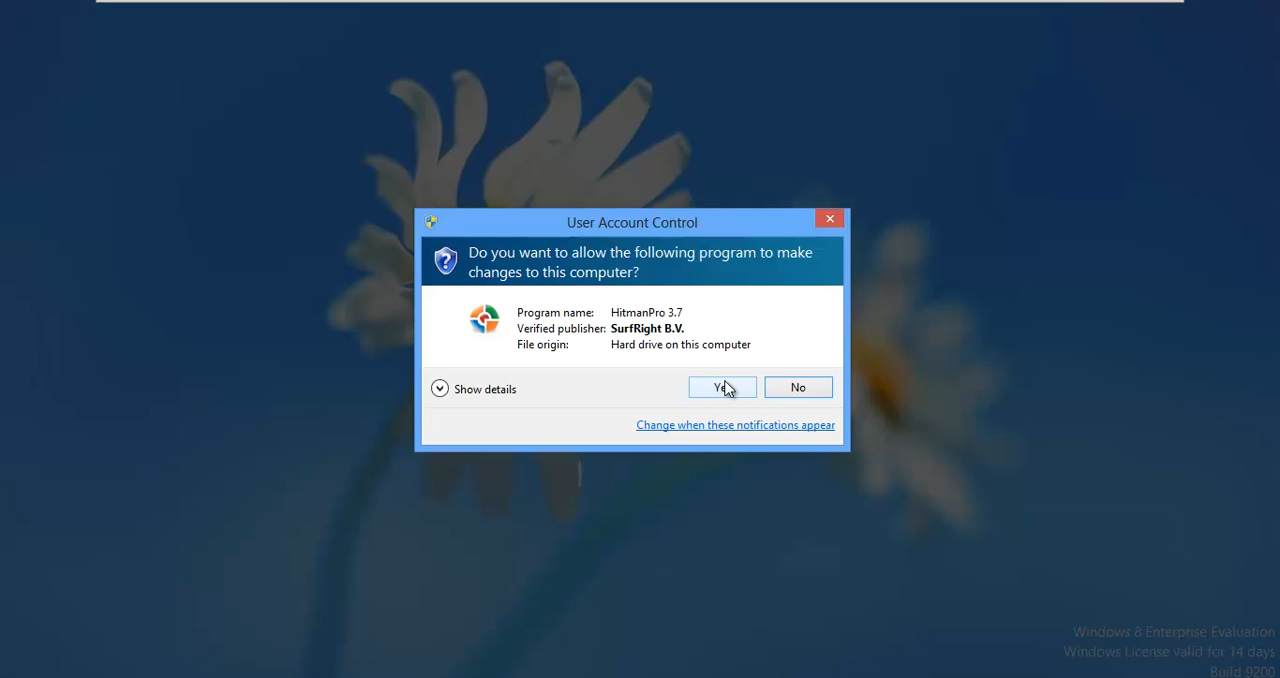 User Account Control
Do you want to allow the following program to make
changes to this computer?
Program name: HitmanPro 3.7
Verified publisher: SurfRight B.V.
File origin: Hard drive on this computer
Show details
No
Change when these notifications appear
Windows 8 Enterprise Evaluation
Windows License valid for 14 days
Build 9200